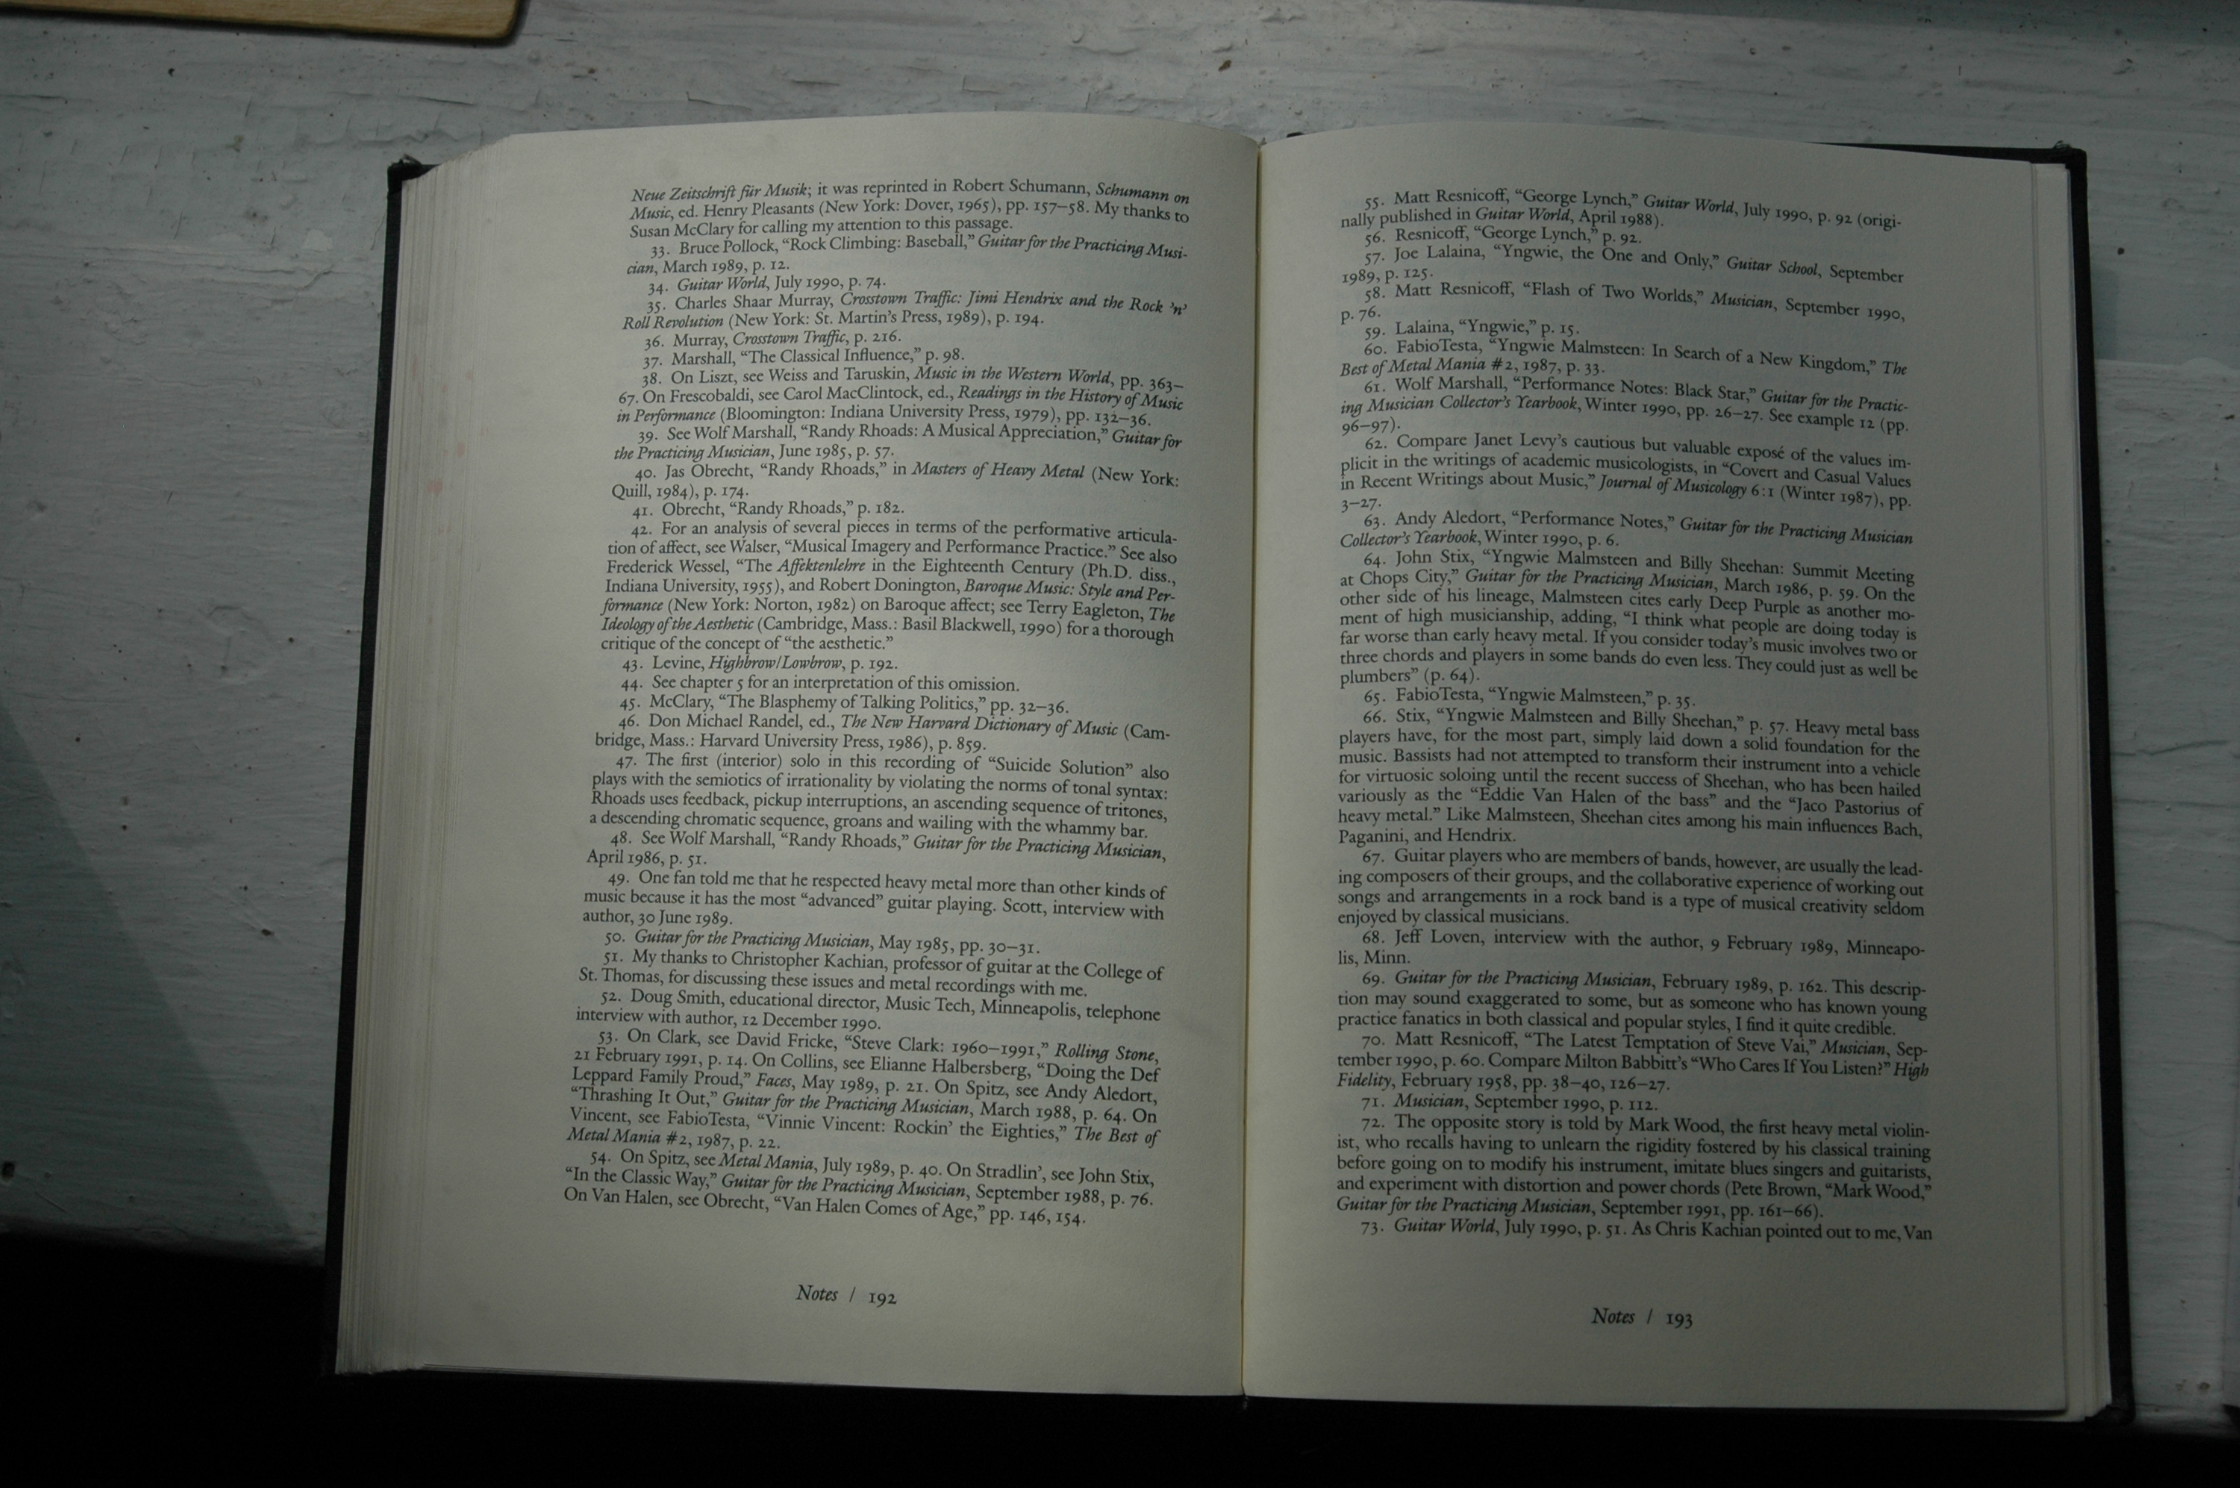 Neue Zeitschrift für Musik; it was reprinted in Robert Schumann, Schumann on
Music, ed. Henry Pleasants (New York: Dover, 1965), pp. 157–58. My thanks to
Susan McClary for calling my attention to this passage.
33. Bruce Pollock, “Rock Climbing: Baseball,” Guitar for the Practicing Musi-
cian, March 1989, p. 12.
34. Guitar World, July 1990, p. 74.
35. Charles Shaar Murray, Crosstown Traffic: Jimi Hendrix and the Rock ’n’
Roll Revolution (New York: St. Martin’s Press, 1989), p. 194.
36. Murray, Crosstown Traffic, p. 216.
37. Marshall, “The Classical Influence,” p. 98.
38. On Liszt, see Weiss and Taruskin, Music in the Western World, pp. 363–
67. On Frescobaldi, see Carol MacClintock, ed., Readings in the History of Music
in Performance (Bloomington: Indiana University Press, 1979), pp. 132–36.
39. See Wolf Marshall, “Randy Rhoads: A Musical Appreciation,” Guitar for
the Practicing Musician, June 1985, p. 57.
40. Jas Obrecht, “Randy Rhoads,” in Masters of Heavy Metal (New York:
Quill, 1984), p. 174.
41. Obrecht, “Randy Rhoads,” p. 182.
42. For an analysis of several pieces in terms of the performative articula-
tion of affect, see Walser, “Musical Imagery and Performance Practice.” See also
Frederick Wessel, “The Affektenlehre in the Eighteenth Century (Ph.D. diss.,
Indiana University, 1955), and Robert Donington, Baroque Music: Style and Per-
formance (New York: Norton, 1982) on Baroque affect; see Terry Eagleton, The
Ideology of the Aesthetic (Cambridge, Mass.: Basil Blackwell, 1990) for a thorough
critique of the concept of “the aesthetic.”
43. Levine, Highbrow/Lowbrow, p. 192.
44. See chapter 5 for an interpretation of this omission.
45. McClary, “The Blasphemy of Talking Politics,” pp. 32–36.
46. Don Michael Randel, ed., The New Harvard Dictionary of Music (Cam-
bridge, Mass.: Harvard University Press, 1986), p. 859.
47. The first (interior) solo in this recording of “Suicide Solution” also
plays with the semiotics of irrationality by violating the norms of tonal syntax:
Rhoads uses feedback, pickup interruptions, an ascending sequence of tritones,
a descending chromatic sequence, groans and wailing with the whammy bar.
48. See Wolf Marshall, “Randy Rhoads,” Guitar for the Practicing Musician,
April 1986, p. 51.
49. One fan told me that he respected heavy metal more than other kinds of
music because it has the most “advanced” guitar playing. Scott, interview with
author, 30 June 1989.
50. Guitar for the Practicing Musician, May 1985, pp. 30–31.
51. My thanks to Christopher Kachian, professor of guitar at the College of
St. Thomas, for discussing these issues and metal recordings with me.
52. Doug Smith, educational director, Music Tech, Minneapolis, telephone
interview with author, 12 December 1990.
53. On Clark, see David Fricke, “Steve Clark: 1960–1991,” Rolling Stone,
21 February 1991, p. 14. On Collins, see Elianne Halbersberg, “Doing the Def
Leppard Family Proud,” Faces, May 1989, p. 21. On Spitz, see Andy Aledort,
“Thrashing It Out,” Guitar for the Practicing Musician, March 1988, p. 64. On
Vincent, see FabioTesta, “Vinnie Vincent: Rockin’ the Eighties,” The Best of
Metal Mania #2, 1987, p. 22.
54. On Spitz, see Metal Mania, July 1989, p. 40. On Stradlin’, see John Stix,
“In the Classic Way,” Guitar for the Practicing Musician, September 1988, p. 76.
On Van Halen, see Obrecht, “Van Halen Comes of Age,” pp. 146, 154.
Notes / 192
55. Matt Resnicoff, “George Lynch,” Guitar World, July 1990, p. 92 (origi-
nally published in Guitar World, April 1988).
56. Resnicoff, “George Lynch,” p. 92.
57. Joe Lalaina, “Yngwie, the One and Only,” Guitar School, September
1989, p. 125.
58. Matt Resnicoff, “Flash of Two Worlds,” Musician, September 1990,
p. 76.
59. Lalaina, “Yngwie,” p. 15.
60. FabioTesta, “Yngwie Malmsteen: In Search of a New Kingdom,” The
Best of Metal Mania #2, 1987, p. 33.
61. Wolf Marshall, “Performance Notes: Black Star,” Guitar for the Practic-
ing Musician Collector’s Yearbook, Winter 1990, pp. 26–27. See example 12 (pp.
96–97).
62. Compare Janet Levy’s cautious but valuable exposé of the values im-
plicit in the writings of academic musicologists, in “Covert and Casual Values
in Recent Writings about Music,” Journal of Musicology 6:1 (Winter 1987), pp.
3–27.
63. Andy Aledort, “Performance Notes,” Guitar for the Practicing Musician
Collector’s Yearbook, Winter 1990, p. 6.
64. John Stix, “Yngwie Malmsteen and Billy Sheehan: Summit Meeting
at Chops City,” Guitar for the Practicing Musician, March 1986, p. 59. On the
other side of his lineage, Malmsteen cites early Deep Purple as another mo-
ment of high musicianship, adding, “I think what people are doing today is
far worse than early heavy metal. If you consider today’s music involves two or
three chords and players in some bands do even less. They could just as well be
plumbers” (p. 64).
65. FabioTesta, “Yngwie Malmsteen,” p. 35.
66. Stix, “Yngwie Malmsteen and Billy Sheehan,” p. 57. Heavy metal bass
players have, for the most part, simply laid down a solid foundation for the
music. Bassists had not attempted to transform their instrument into a vehicle
for virtuosic soloing until the recent success of Sheehan, who has been hailed
variously as the “Eddie Van Halen of the bass” and the “Jaco Pastorius of
heavy metal.” Like Malmsteen, Sheehan cites among his main influences Bach,
Paganini, and Hendrix.
67. Guitar players who are members of bands, however, are usually the lead-
ing composers of their groups, and the collaborative experience of working out
songs and arrangements in a rock band is a type of musical creativity seldom
enjoyed by classical musicians.
68. Jeff Loven, interview with the author, 9 February 1989, Minneapo-
lis, Minn.
69. Guitar for the Practicing Musician, February 1989, p. 162. This descrip-
tion may sound exaggerated to some, but as someone who has known young
practice fanatics in both classical and popular styles, I find it quite credible.
70. Matt Resnicoff, “The Latest Temptation of Steve Vai,” Musician, Sep-
tember 1990, p. 60. Compare Milton Babbitt’s “Who Cares If You Listen?” High
Fidelity, February 1958, pp. 38–40, 126–27.
71. Musician, September 1990, p. 112.
72. The opposite story is told by Mark Wood, the first heavy metal violin-
ist, who recalls having to unlearn the rigidity fostered by his classical training
before going on to modify his instrument, imitate blues singers and guitarists,
and experiment with distortion and power chords (Pete Brown, “Mark Wood,”
Guitar for the Practicing Musician, September 1991, pp. 161–66).
73. Guitar World, July 1990, p. 51. As Chris Kachian pointed out to me, Van
Notes / 193